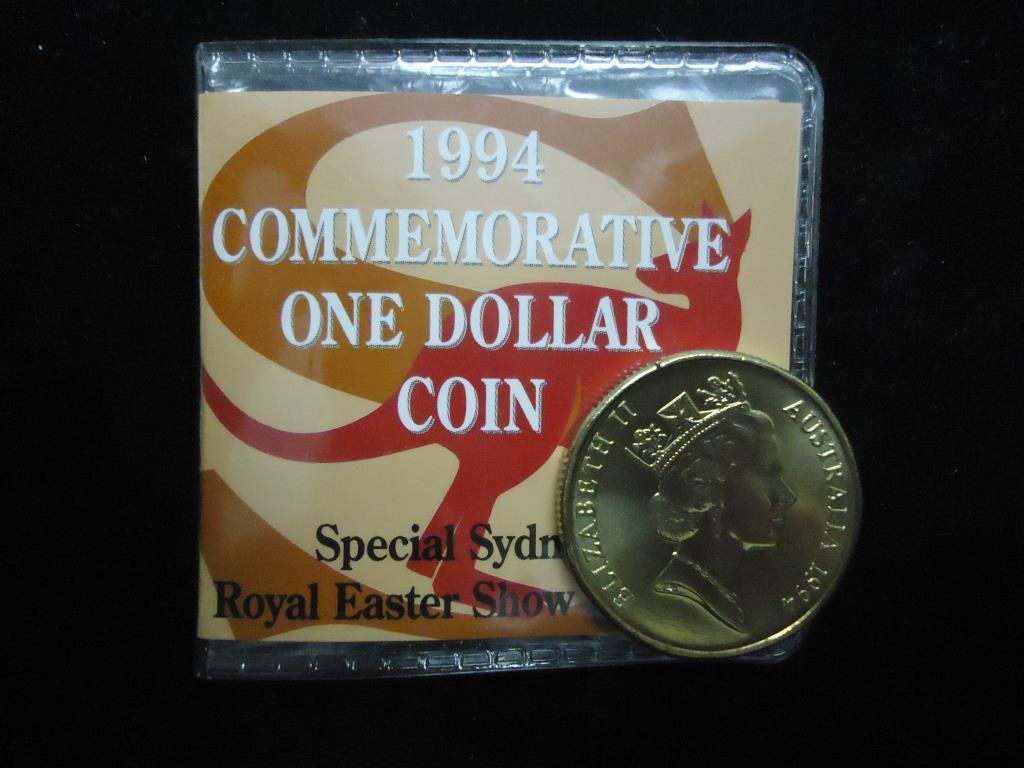 1994
COMMEMORATIVE
ONE DOLLAR
COIN
Special Sydn
Royal Easter Show
ELIZABETH II
AUSTRALIA 1994